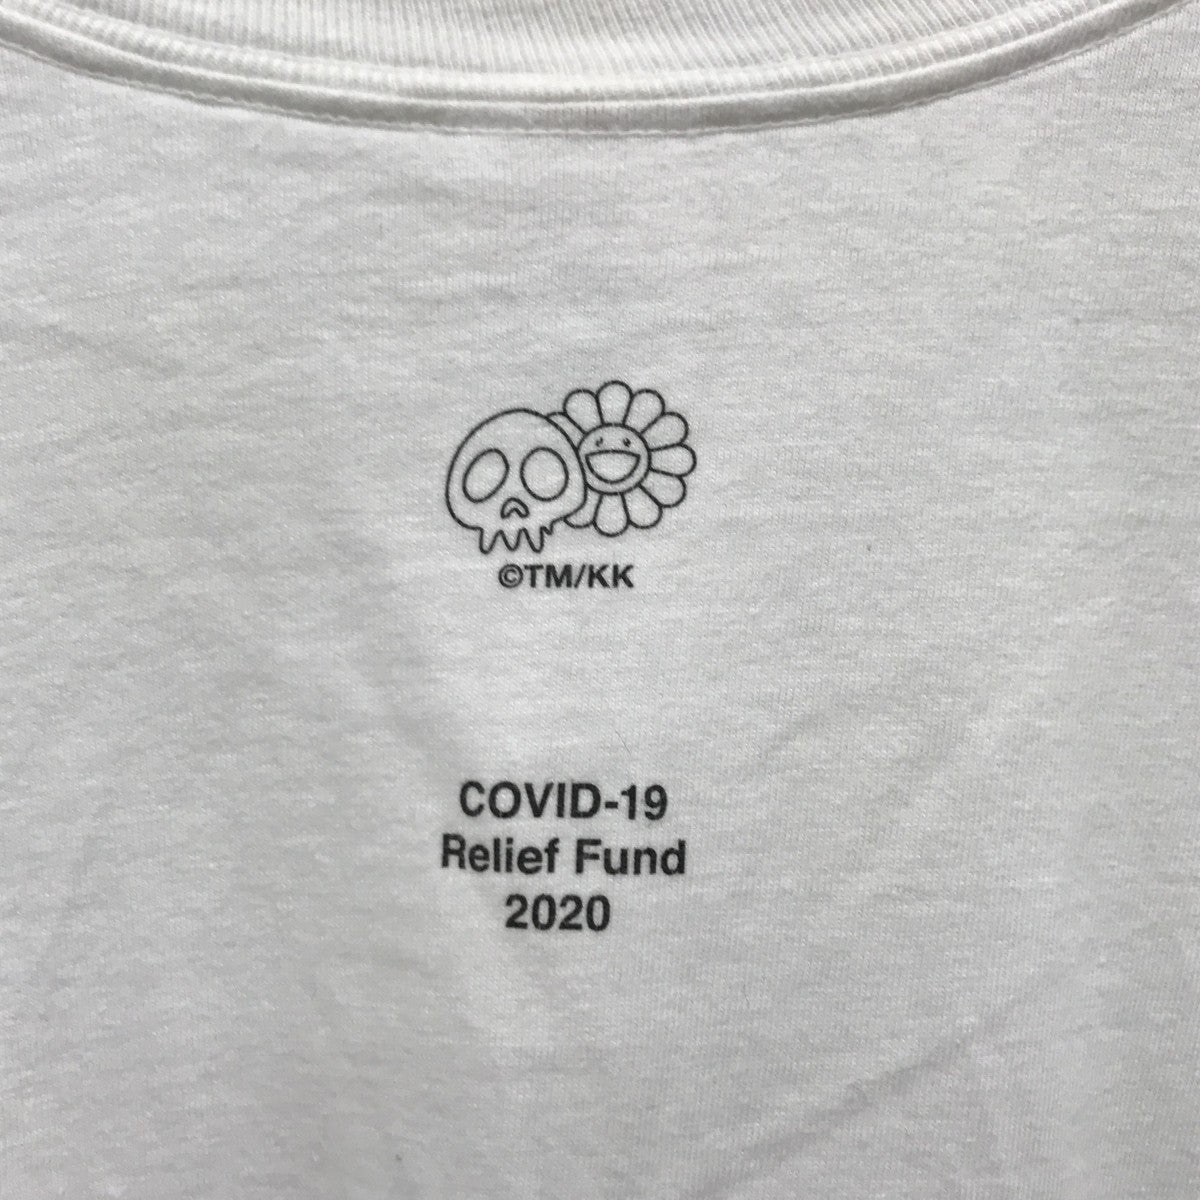 ©TM/KK
COVID-19
Relief Fund
2020